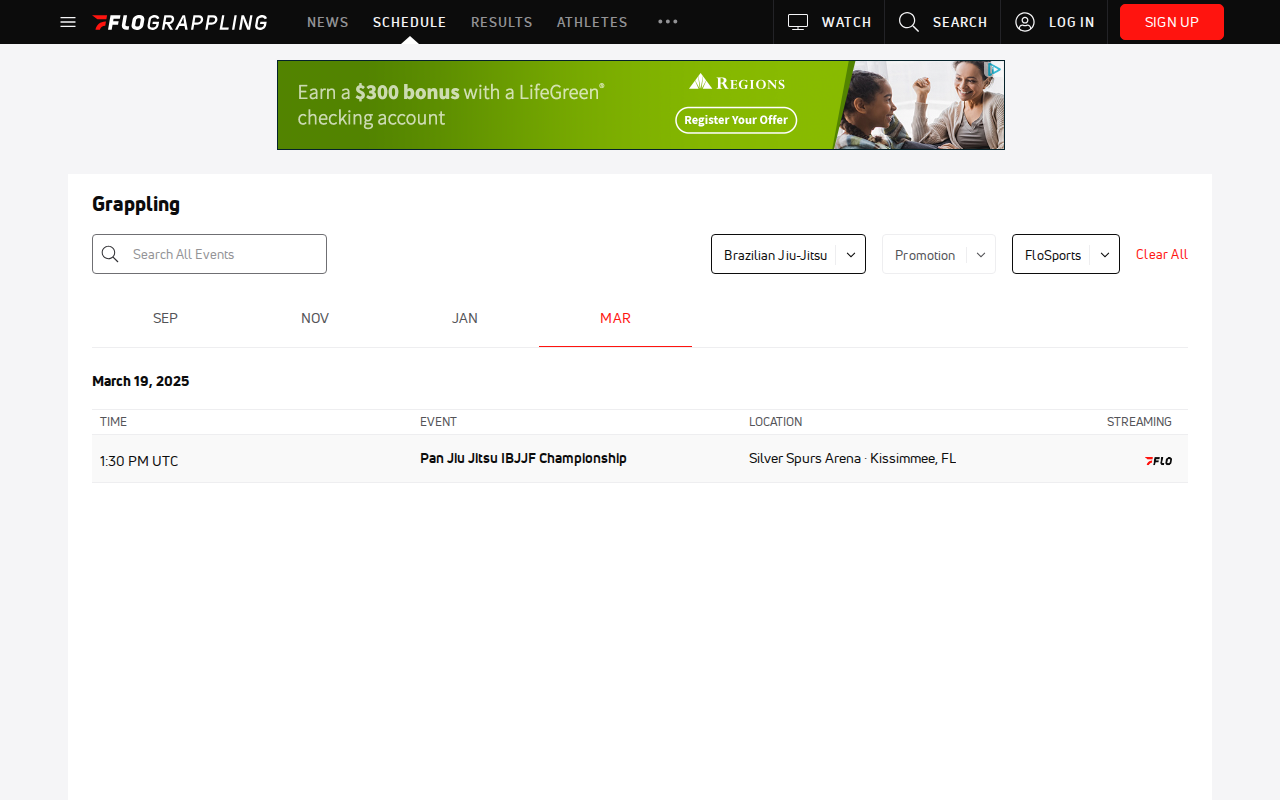 FLOGRAPPLING NEWS SCHEDULE RESULTS ATHLETES WATCH SEARCH LOG IN SIGN UP
Earn a $300 bonus with a LifeGreen®
checking account
REGIONS
Register Your Offer
Grappling
Search All Events
Brazilian Jiu-Jitsu
Promotion
FloSports
Clear All
SEP NOV JAN MAR
March 19, 2025
TIME EVENT LOCATION STREAMING
1:30 PM UTC Pan Jiu Jitsu IBJJF Championship Silver Spurs Arena · Kissimmee, FL FLO